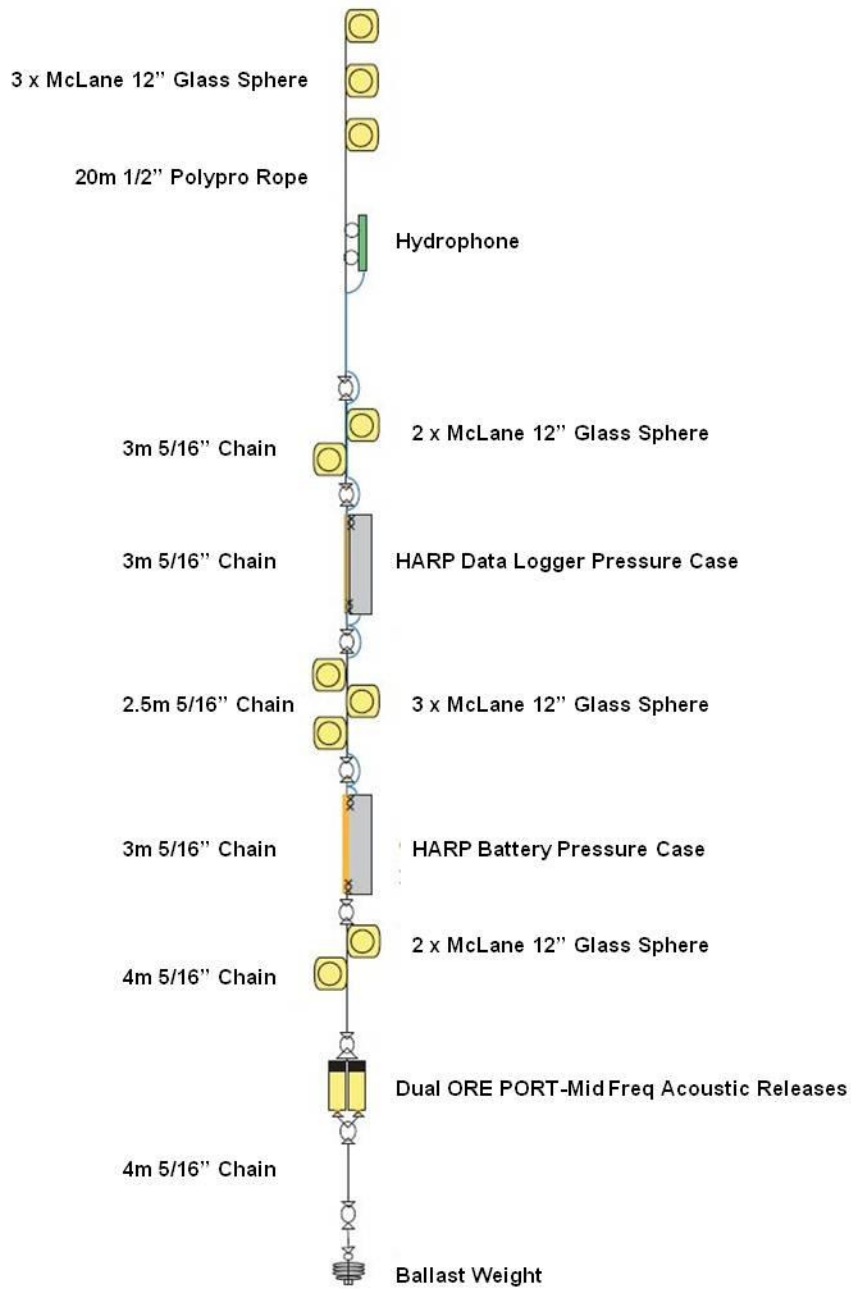 3 x McLane 12” Glass Sphere
20m 1/2” Polypro Rope
Hydrophone
2 x McLane 12” Glass Sphere
3m 5/16” Chain
3m 5/16” Chain
HARP Data Logger Pressure Case
2.5m 5/16” Chain
3 x McLane 12” Glass Sphere
3m 5/16” Chain
HARP Battery Pressure Case
2 x McLane 12” Glass Sphere
4m 5/16” Chain
Dual ORE PORT-Mid Freq Acoustic Releases
4m 5/16” Chain
Ballast Weight